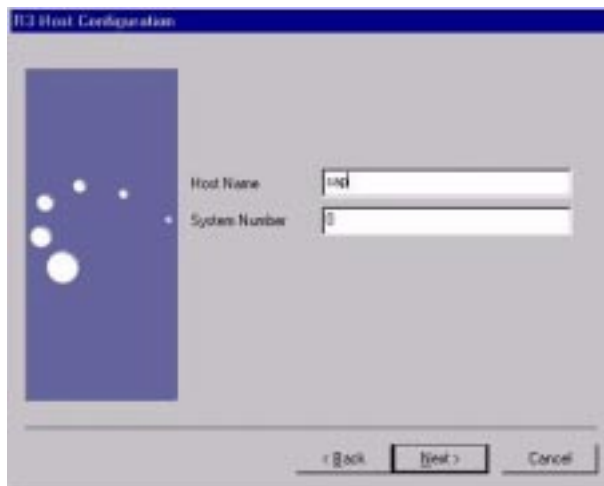 R3 Host Configuration
Host Name sap
System Number 0
< Back Next > Cancel